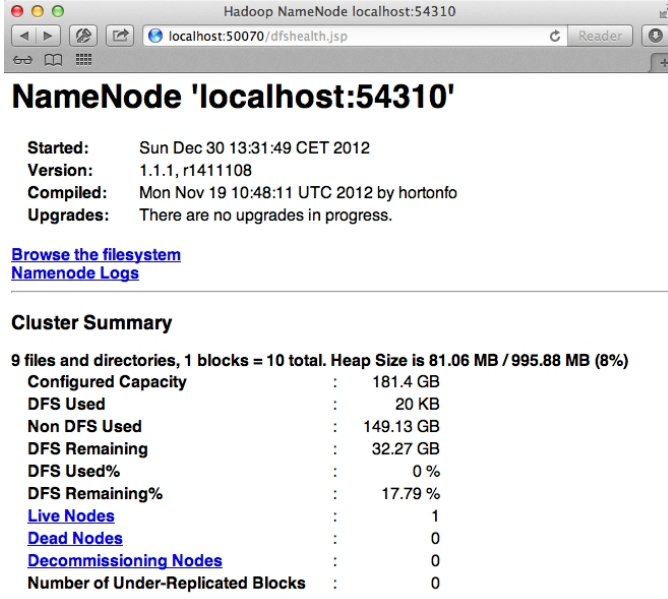 Hadoop NameNode localhost:54310
localhost:50070/dfshealth.jsp Reader
NameNode 'localhost:54310'
Started: Sun Dec 30 13:31:49 CET 2012
Version: 1.1.1, r1411108
Compiled: Mon Nov 19 10:48:11 UTC 2012 by hortonfo
Upgrades: There are no upgrades in progress.
Browse the filesystem
Namenode Logs
Cluster Summary
9 files and directories, 1 blocks = 10 total. Heap Size is 81.06 MB / 995.88 MB (8%)
Configured Capacity : 181.4 GB
DFS Used : 20 KB
Non DFS Used : 149.13 GB
DFS Remaining : 32.27 GB
DFS Used% : 0 %
DFS Remaining% : 17.79 %
Live Nodes : 1
Dead Nodes : 0
Decommissioning Nodes : 0
Number of Under-Replicated Blocks : 0